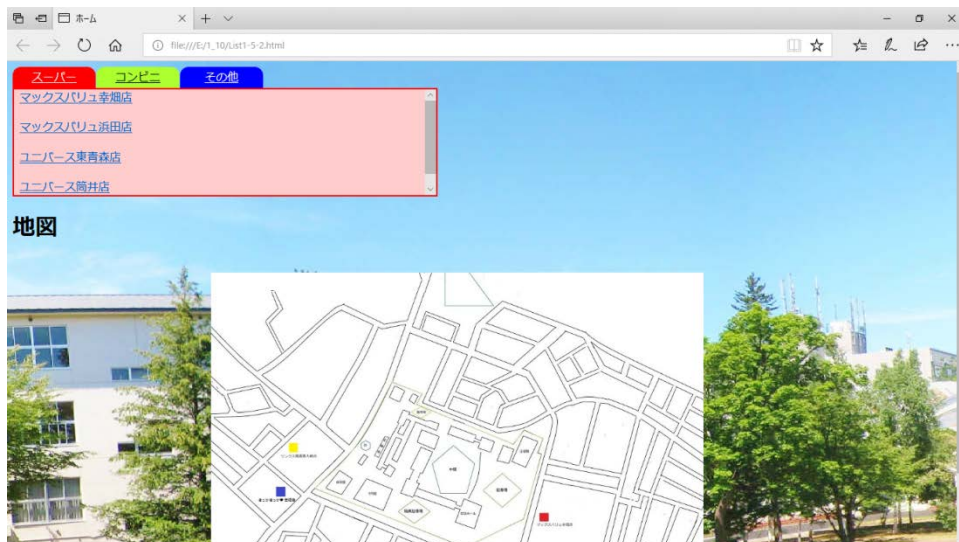 ホーム
file:///E:/1_10/List1-5-2.html
スーパー コンビニ その他
マックスバリュ幸畑店
マックスバリュ浜田店
ユニバース東青森店
ユニバース筒井店
地図
中庭